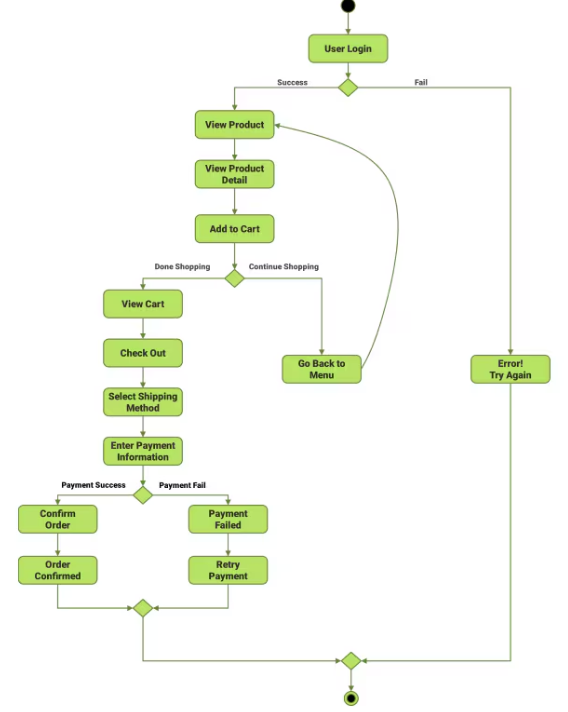 User Login
Success
Fail
View Product
View Product
Detail
Add to Cart
Done Shopping
Continue Shopping
View Cart
Check Out
Go Back to
Menu
Error!
Try Again
Select Shipping
Method
Enter Payment
Information
Payment Success
Payment Fail
Confirm
Order
Payment
Failed
Order
Confirmed
Retry
Payment